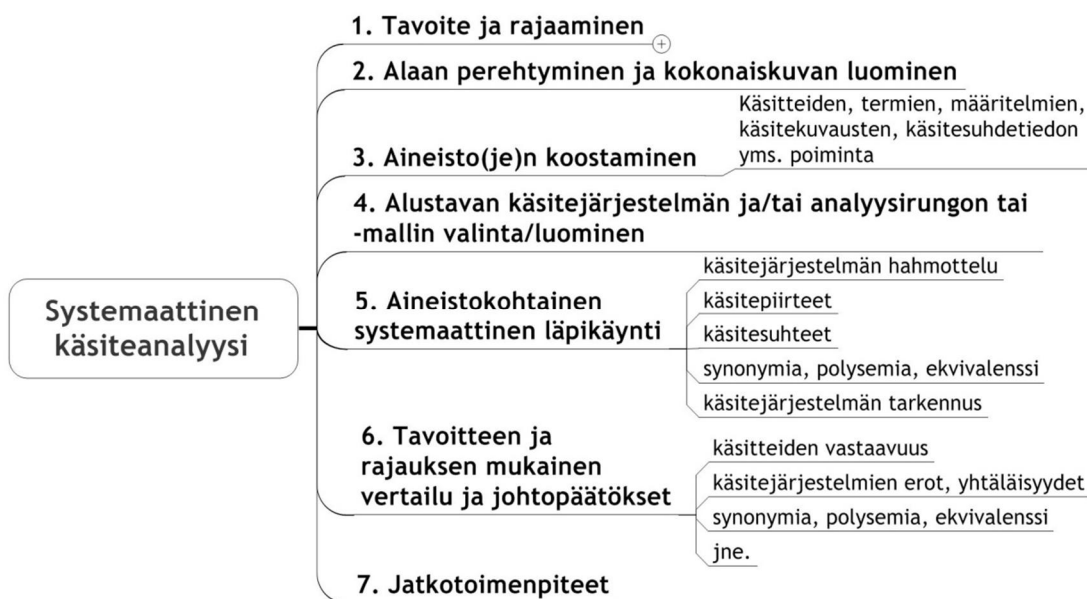 Systemaattinen
käsiteanalyysi
1. Tavoite ja rajaaminen
2. Alaan perehtyminen ja kokonaiskuvan luominen
3. Aineisto(je)n koostaminen
Käsitteiden, termien, määritelmien,
käsitekuvausten, käsitesuhdetiedon
yms. poiminta
4. Alustavan käsitejärjestelmän ja/tai analyysirungon tai
-mallin valinta/luominen
5. Aineistokohtainen
systemaattinen läpikäynti
käsitejärjestelmän hahmottelu
käsitepiirteet
käsitesuhteet
synonymia, polysemia, ekvivalenssi
käsitejärjestelmän tarkennus
6. Tavoitteen ja
rajauksen mukainen
vertailu ja johtopäätökset
käsitteiden vastaavuus
käsitejärjestelmien erot, yhtäläisyydet
synonymia, polysemia, ekvivalenssi
jne.
7. Jatkotoimenpiteet